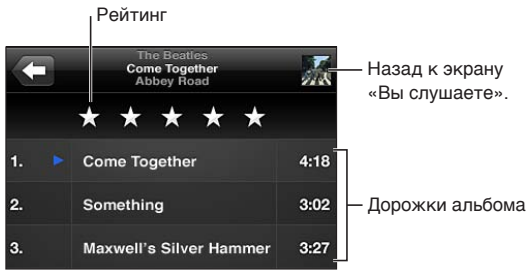 Рейтинг
The Beatles
Come Together
Abbey Road
Назад к экрану
«Вы слушаете».
1. Come Together 4:18
2. Something 3:02
3. Maxwell's Silver Hammer 3:27
Дорожки альбома